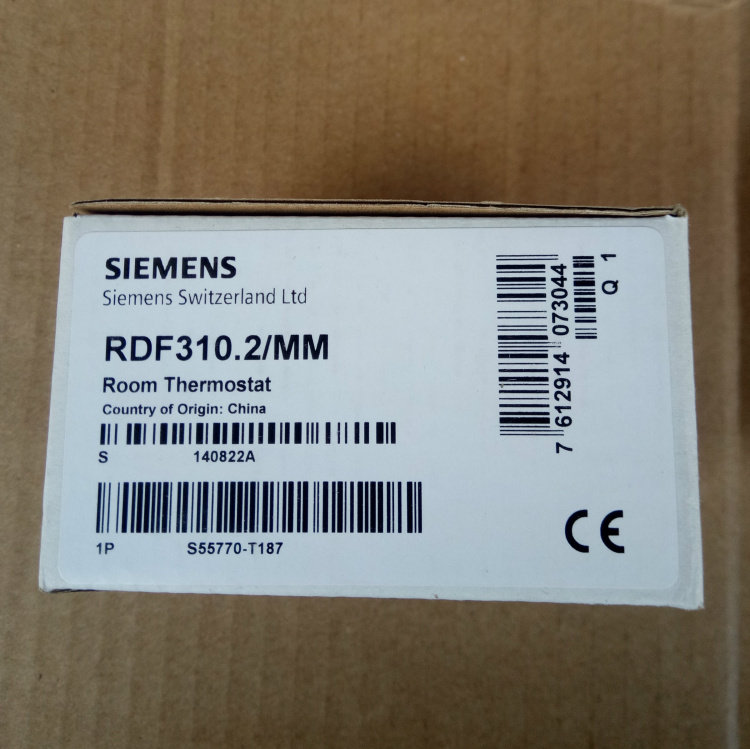 SIEMENS
Siemens Switzerland Ltd
RDF310.2/MM
Room Thermostat
Country of Origin: China
S 140822A
1P S55770-T187
7 612914 073044
Q 1
CE